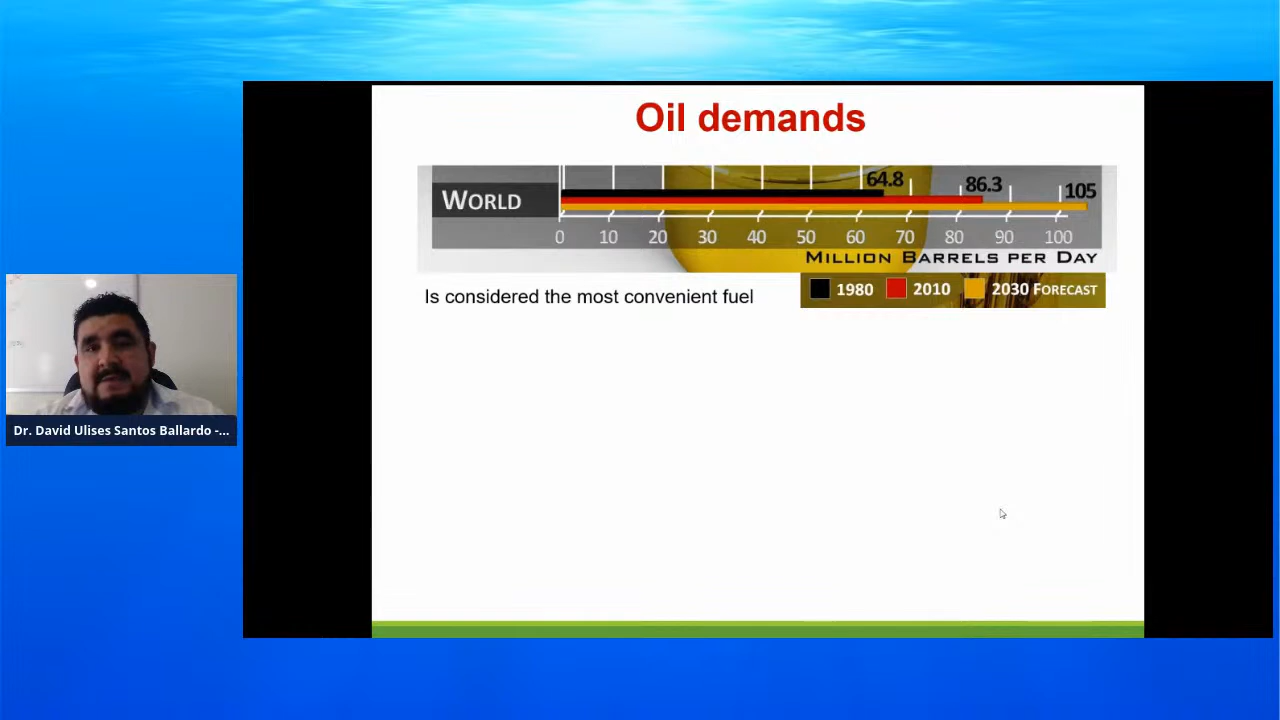 Oil demands
64.8
86.3
105
WORLD
0 10 20 30 40 50 60 70 80 90 100
MILLION BARRELS PER DAY
1980 2010 2030 FORECAST
Is considered the most convenient fuel
Dr. David Ulises Santos Ballardo -...